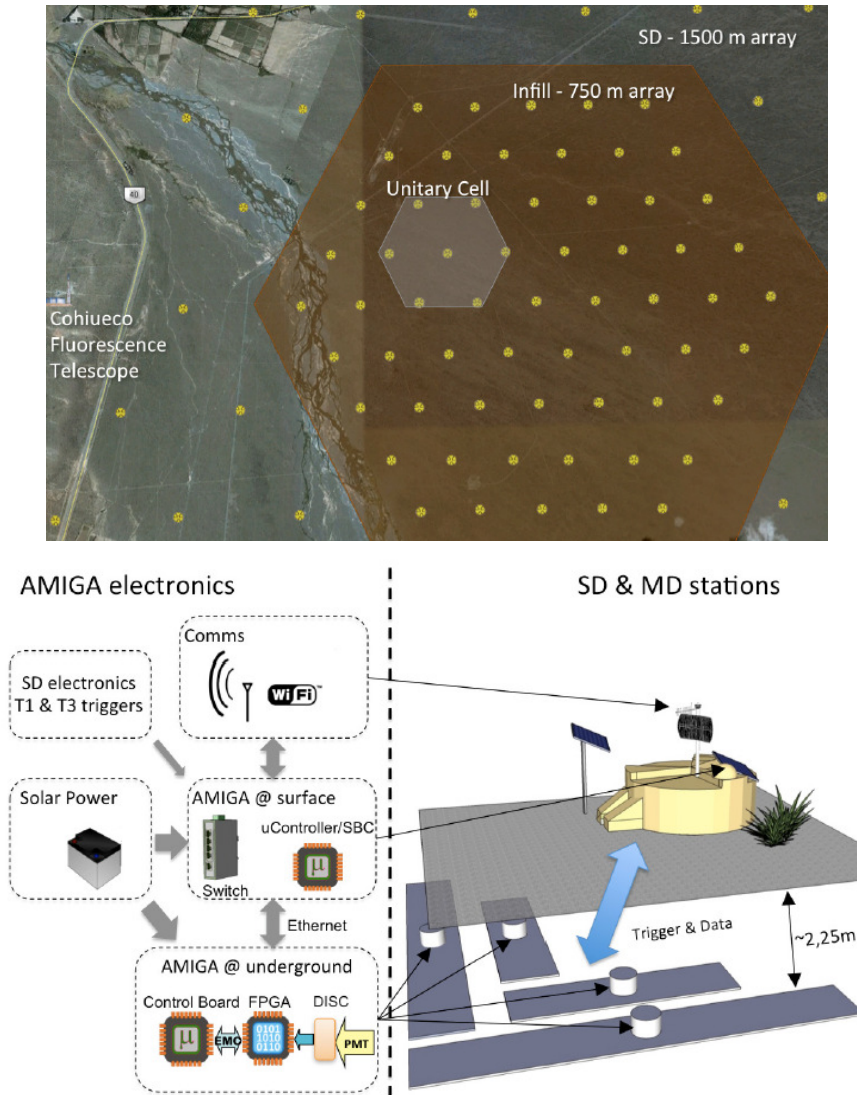 SD - 1500 m array
Infill - 750 m array
Unitary Cell
40
Cohiueco
Fluorescence
Telescope
AMIGA electronics
SD & MD stations
Comms
WiFi™
SD electronics
T1 & T3 triggers
Solar Power
AMIGA @ surface
uController/SBC
μ
Switch
Ethernet
Trigger & Data
~2,25m
AMIGA @ underground
Control Board
FPGA
DISC
μ
EMC
0101
1010
0110
PMT